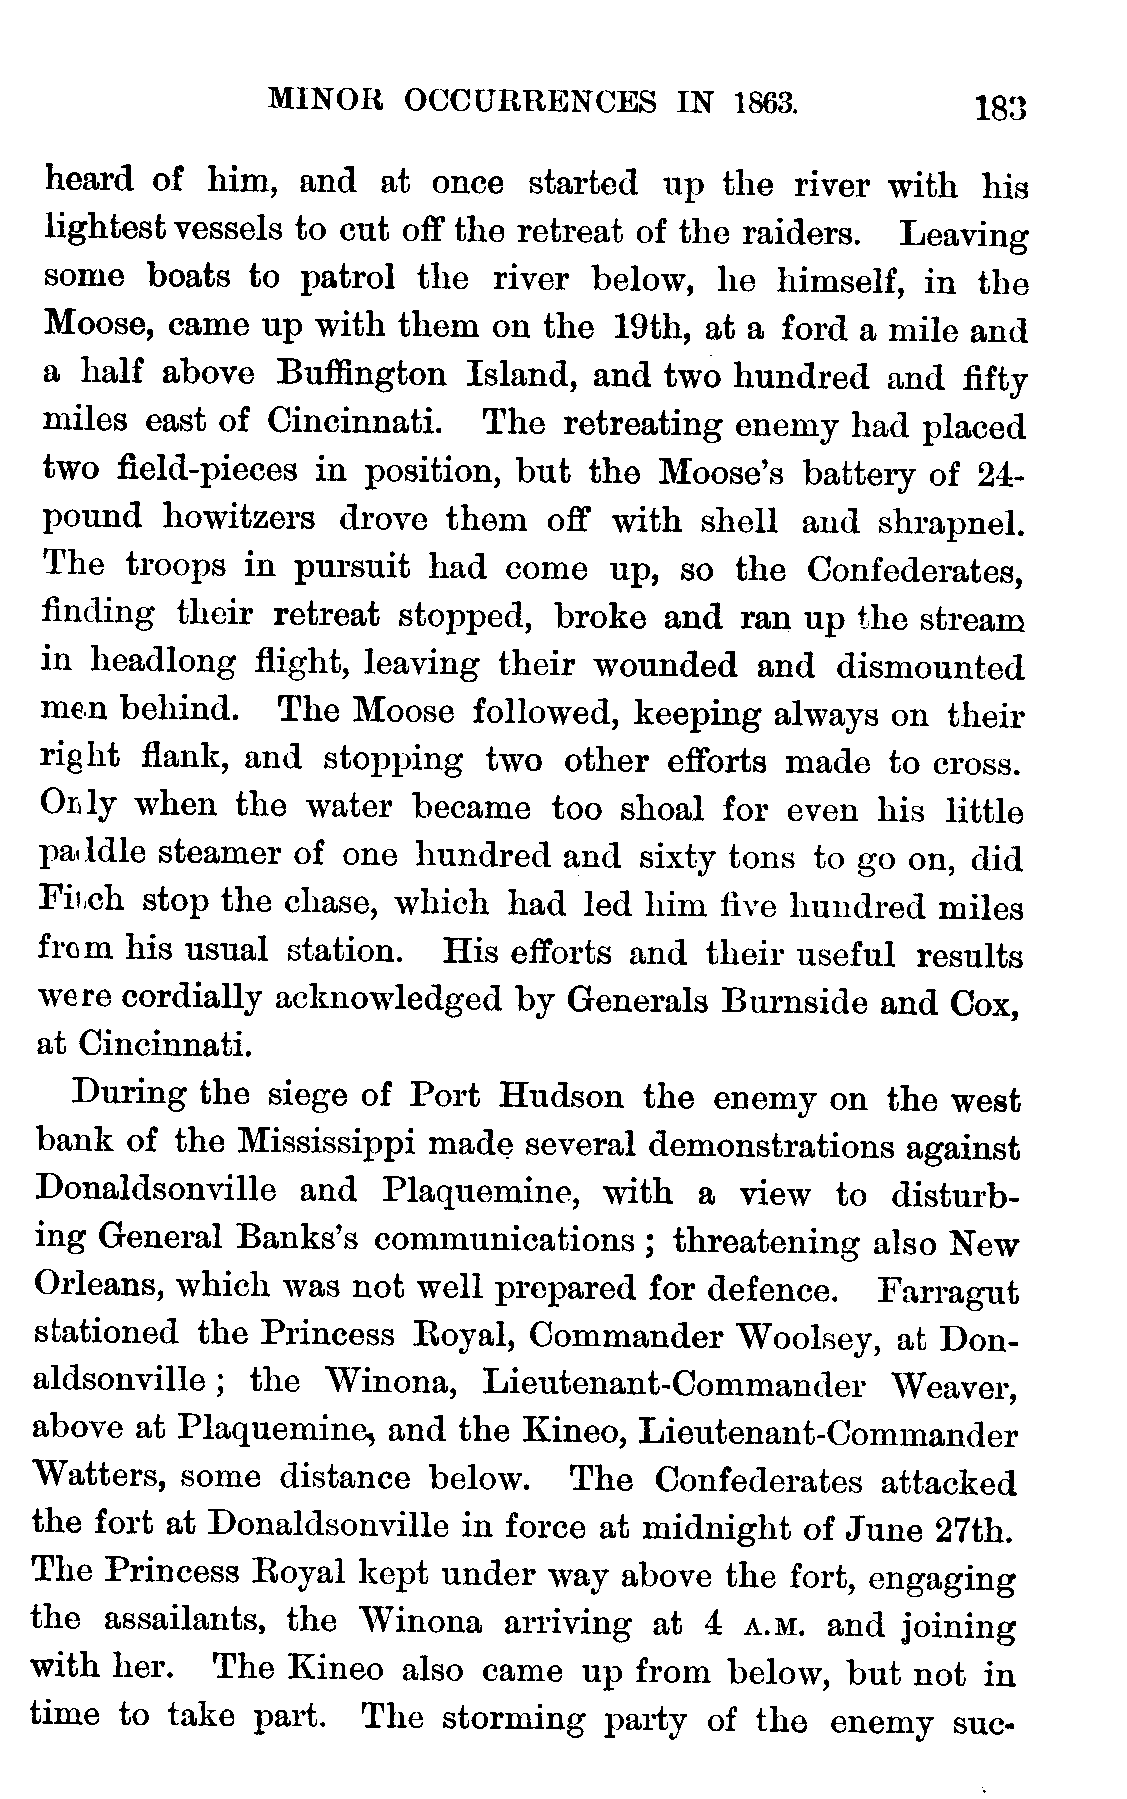 MINOR OCCURRENCES IN 1863. 183
heard of him, and at once started up the river with his
lightest vessels to cut off the retreat of the raiders. Leaving
some boats to patrol the river below, he himself, in the
Moose, came up with them on the 19th, at a ford a mile and
a half above Buffington Island, and two hundred and fifty
miles east of Cincinnati. The retreating enemy had placed
two field-pieces in position, but the Moose's battery of 24-
pound howitzers drove them off with shell and shrapnel.
The troops in pursuit had come up, so the Confederates,
finding their retreat stopped, broke and ran up the stream
in headlong flight, leaving their wounded and dismounted
men behind. The Moose followed, keeping always on their
right flank, and stopping two other efforts made to cross.
Only when the water became too shoal for even his little
paddle steamer of one hundred and sixty tons to go on, did
Fitch stop the chase, which had led him five hundred miles
from his usual station. His efforts and their useful results
were cordially acknowledged by Generals Burnside and Cox,
at Cincinnati.
During the siege of Port Hudson the enemy on the west
bank of the Mississippi made several demonstrations against
Donaldsonville and Plaquemine, with a view to disturb-
ing General Banks's communications ; threatening also New
Orleans, which was not well prepared for defence. Farragut
stationed the Princess Royal, Commander Woolsey, at Don-
aldsonville ; the Winona, Lieutenant-Commander Weaver,
above at Plaquemine, and the Kineo, Lieutenant-Commander
Watters, some distance below. The Confederates attacked
the fort at Donaldsonville in force at midnight of June 27th.
The Princess Royal kept under way above the fort, engaging
the assailants, the Winona arriving at 4 A.M. and joining
with her. The Kineo also came up from below, but not in
time to take part. The storming party of the enemy suc-